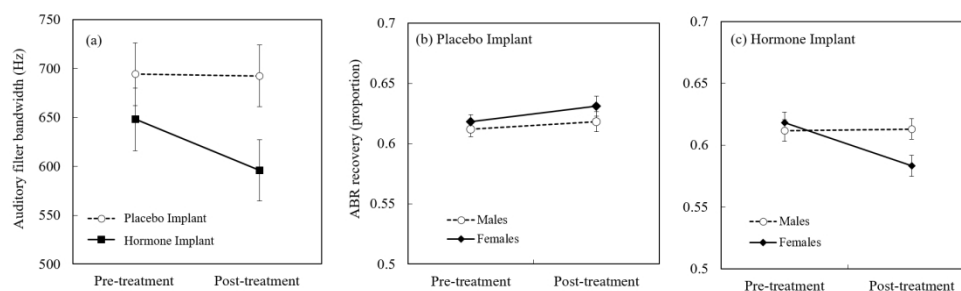 Auditory filter bandwidth (Hz)
750
700
650
600
550
500
(a)
Placebo Implant
Hormone Implant
Pre-treatment Post-treatment
ABR recovery (proportion)
0.7
0.65
0.6
0.55
0.5
(b) Placebo Implant
Males
Females
Pre-treatment Post-treatment
0.7
0.65
0.6
0.55
0.5
(c) Hormone Implant
Males
Females
Pre-treatment Post-treatment